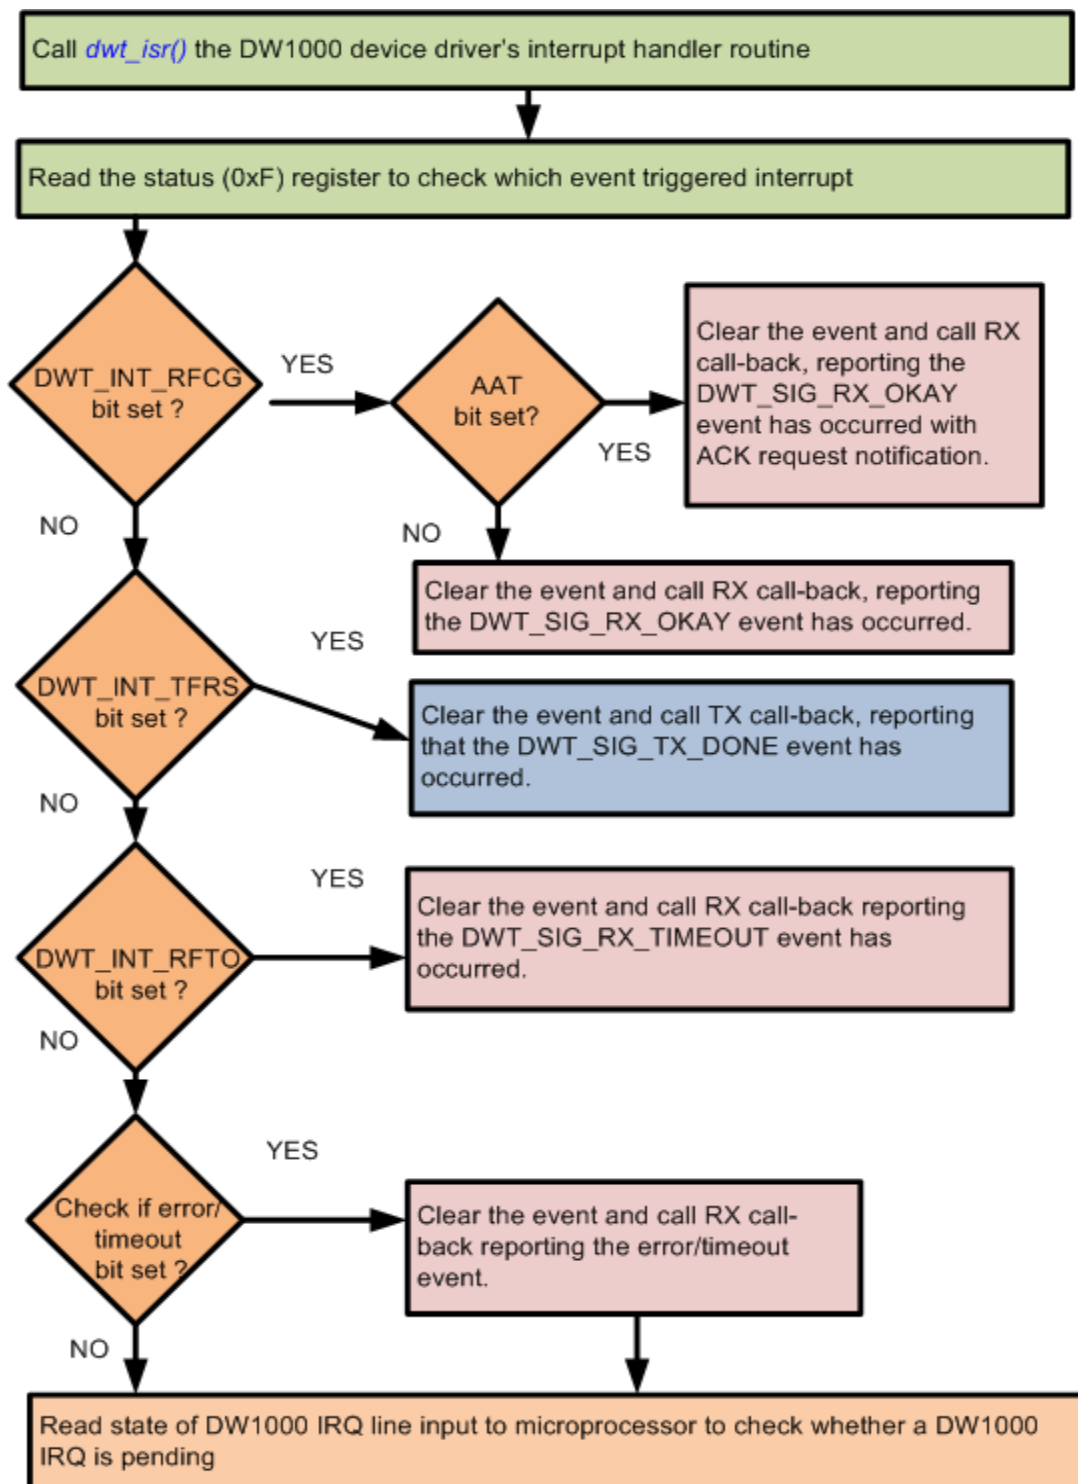 Call dwt_isr() the DW1000 device driver's interrupt handler routine
Read the status (0xF) register to check which event triggered interrupt
DWT_INT_RFCG
bit set ?
YES
AAT
bit set?
YES
Clear the event and call RX
call-back, reporting the
DWT_SIG_RX_OKAY
event has occurred with
ACK request notification.
NO
NO
Clear the event and call RX call-back, reporting
the DWT_SIG_RX_OKAY event has occurred.
DWT_INT_TFRS
bit set ?
YES
Clear the event and call TX call-back, reporting
that the DWT_SIG_TX_DONE event has
occurred.
NO
DWT_INT_RFTO
bit set ?
YES
Clear the event and call RX call-back reporting
the DWT_SIG_RX_TIMEOUT event has
occurred.
NO
Check if error/
timeout
bit set ?
YES
Clear the event and call RX call-
back reporting the error/timeout
event.
NO
Read state of DW1000 IRQ line input to microprocessor to check whether a DW1000
IRQ is pending